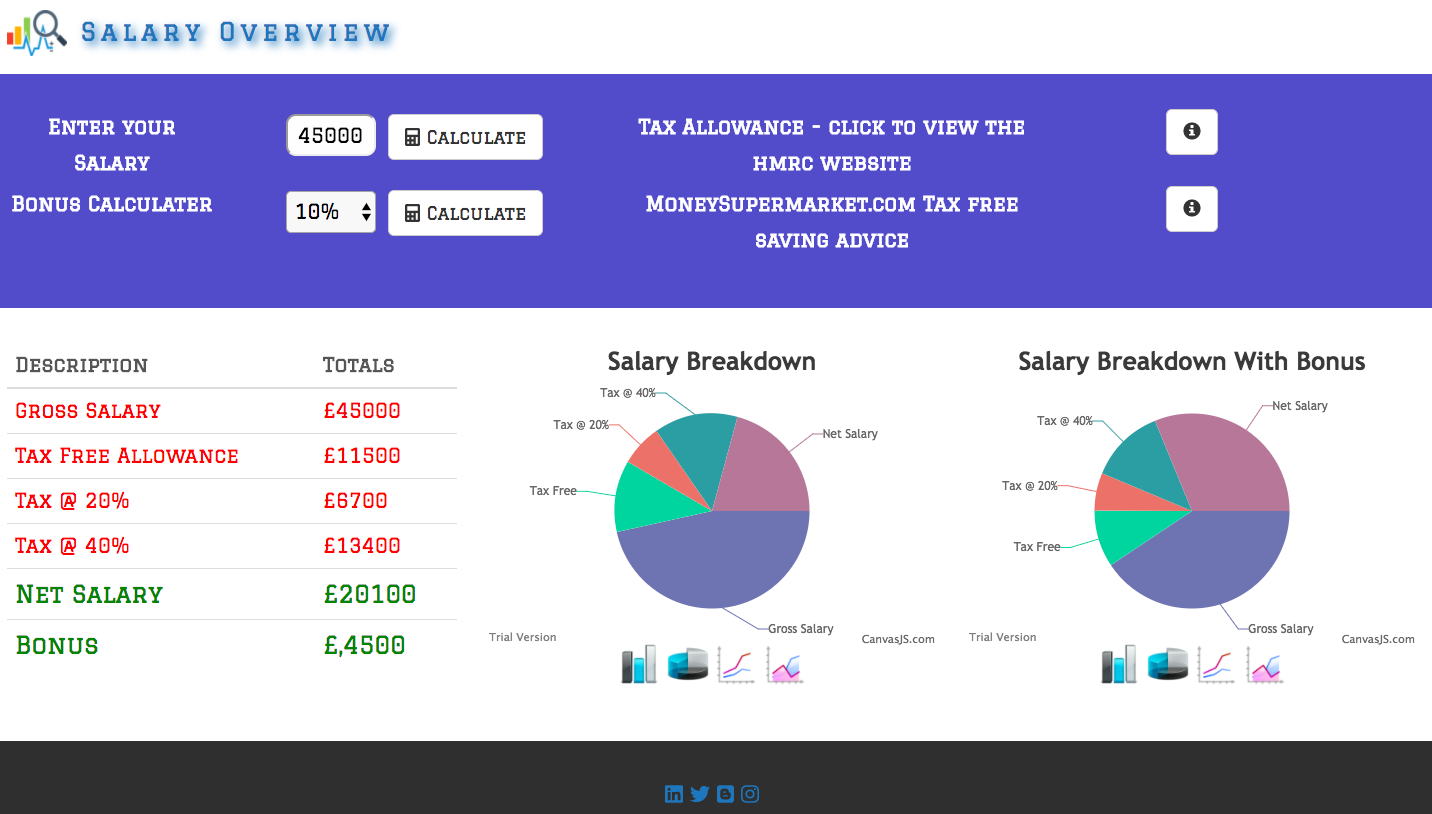 Salary Overview
Enter your
Salary
45000
Calculate
Tax Allowance - click to view the
HMRC website
Bonus Calculater
10%
Calculate
MoneySupermarket.com Tax free
saving advice
Description Totals
Gross Salary £45000
Tax Free Allowance £11500
Tax @ 20% £6700
Tax @ 40% £13400
Net Salary £20100
Bonus £,4500
Salary Breakdown
Tax @ 40%
Tax @ 20%
Net Salary
Tax Free
Gross Salary
Trial Version
CanvasJS.com
Salary Breakdown With Bonus
Net Salary
Tax @ 40%
Tax @ 20%
Tax Free
Gross Salary
Trial Version
CanvasJS.com